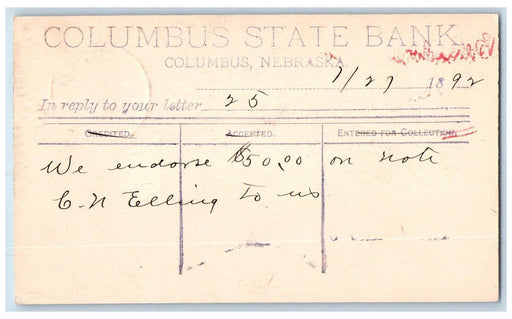 COLUMBUS STATE BANK.
COLUMBUS, NEBRASKA, 7/27 1892
In reply to your letter 25
CREDITED. ACCEPTED. ENTERED FOR COLLECTION.
We endorse $50.00 on note
C. N Elling to us